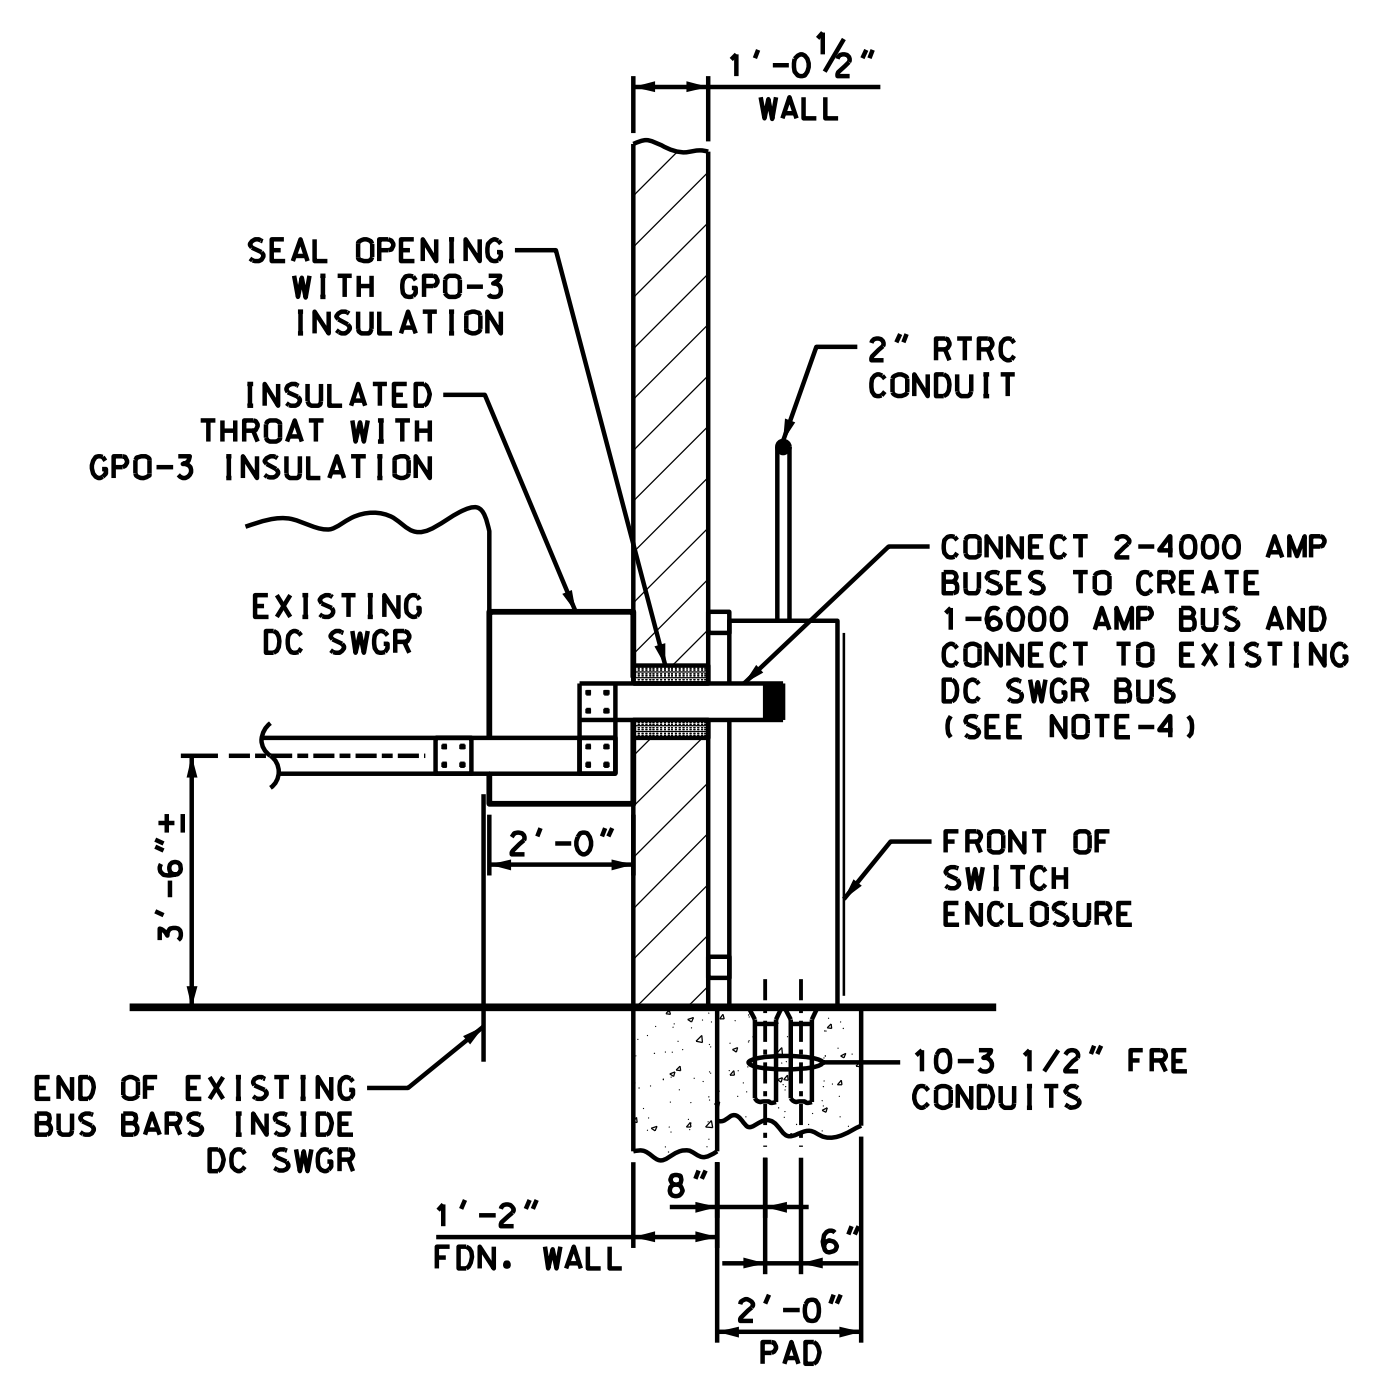 1'-0 1/2"
WALL
SEAL OPENING
WITH GPO-3
INSULATION
2" RTRC
CONDUIT
INSULATED
THROAT WITH
GPO-3 INSULATION
CONNECT 2-4000 AMP
BUSES TO CREATE
1-6000 AMP BUS AND
CONNECT TO EXISTING
DC SWGR BUS
(SEE NOTE-4)
EXISTING
DC SWGR
3'-6"±
2'-0"
FRONT OF
SWITCH
ENCLOSURE
10-3 1/2" FRE
CONDUITS
END OF EXISTING
BUS BARS INSIDE
DC SWGR
8"
1'-2"
FDN. WALL
6"
2'-0"
PAD